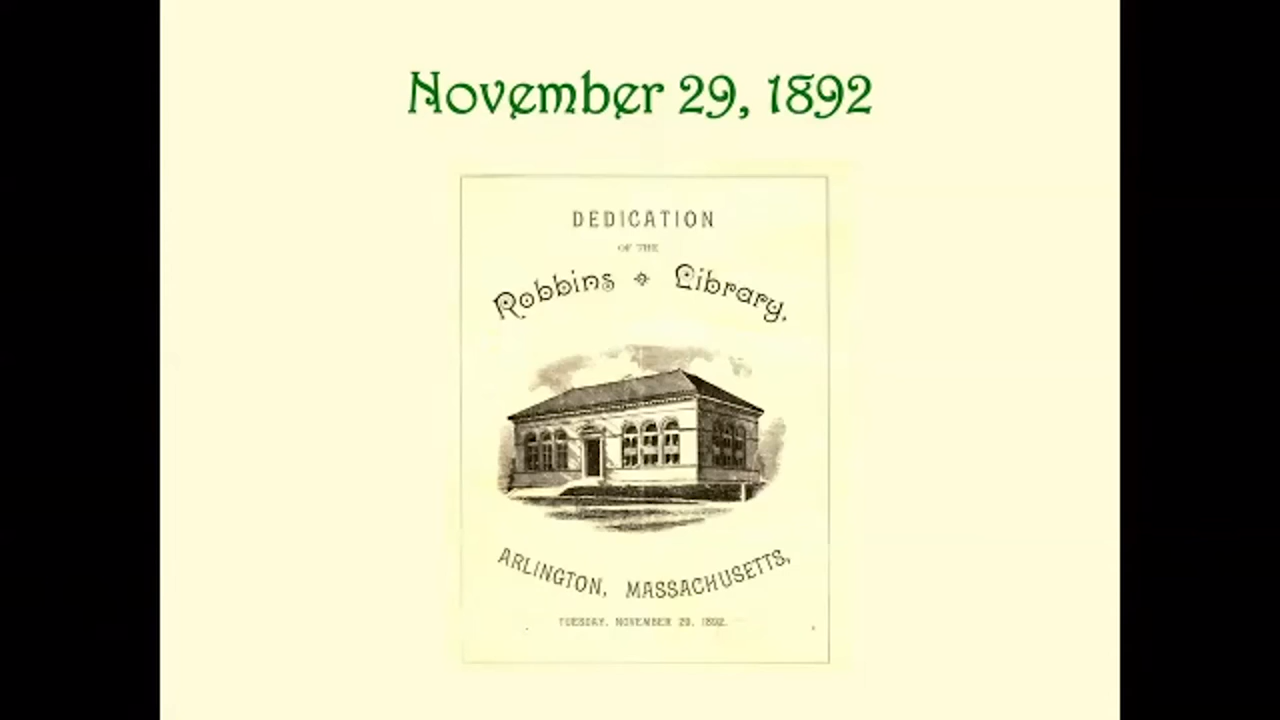 November 29, 1892
DEDICATION
OF THE
Robbins Library,
ARLINGTON, MASSACHUSETTS,
TUESDAY, NOVEMBER 29, 1892.